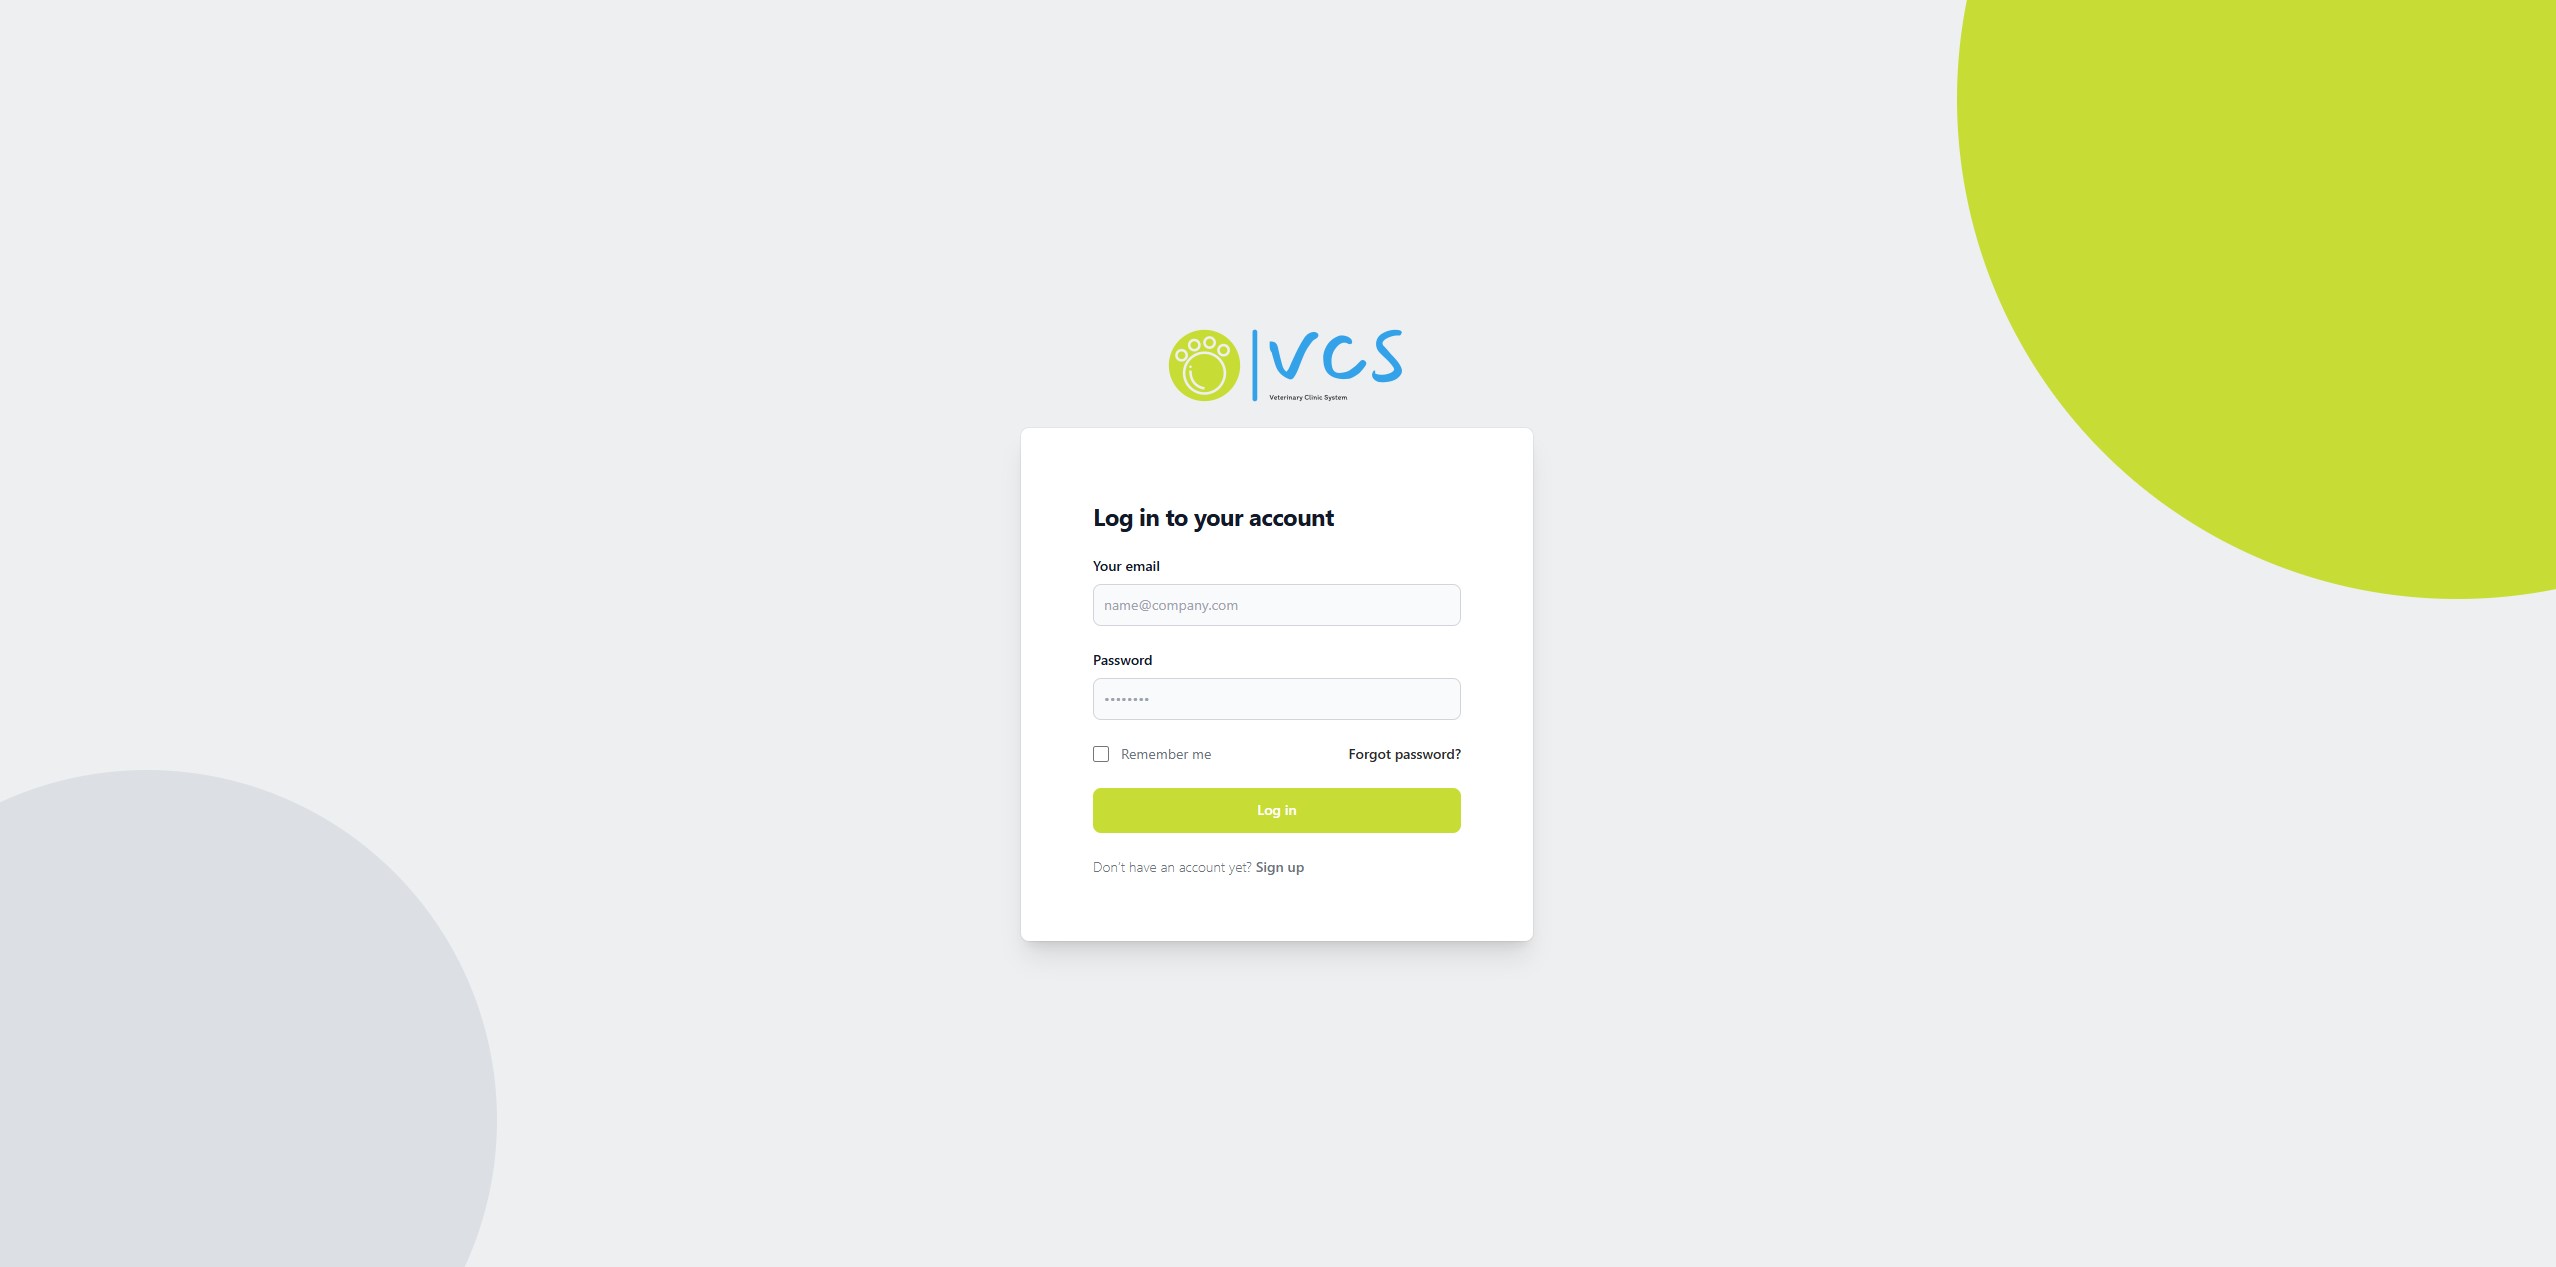 VCS
Veterinary Clinic System
Log in to your account
Your email
name@company.com
Password
••••••••
Remember me
Forgot password?
Log in
Don't have an account yet? Sign up